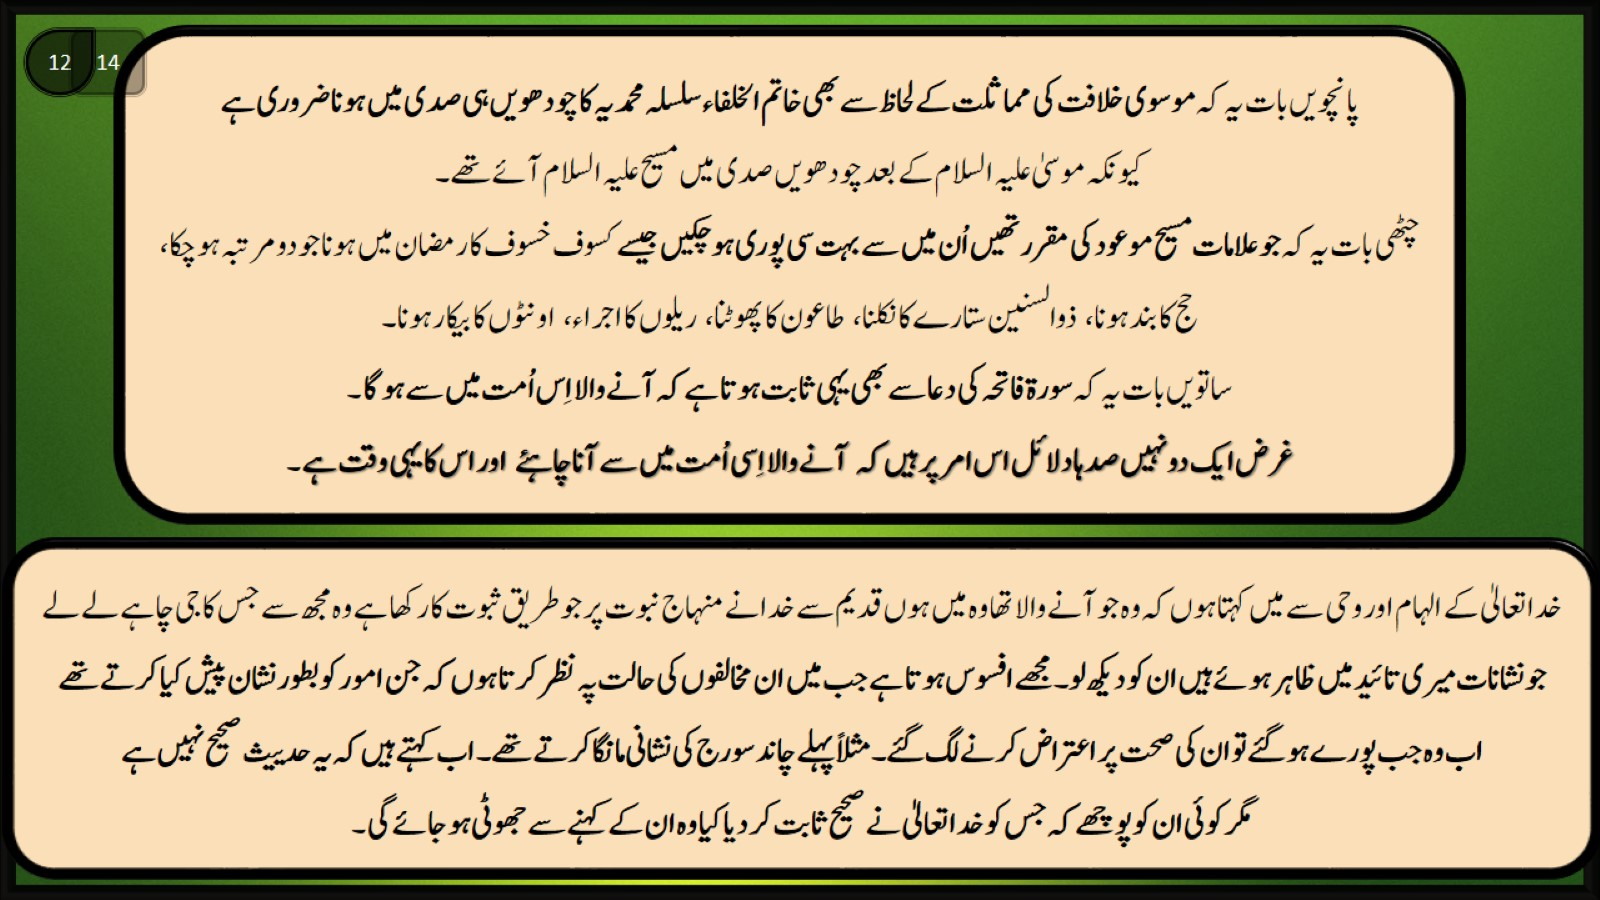 12 14
پانچویں بات یہ کہ موسوی خلافت کی مماثلت کے لحاظ سے بھی خاتم الخلفاء سلسلہ محمدیہ کا چودھویں ہی صدی میں ہونا ضروری ہے
کیونکہ موسیٰ علیہ السلام کے بعد چودھویں صدی میں مسیح علیہ السلام آئے تھے۔
چٹھی بات یہ کہ جو علامات مسیح موعود کی مقرر تھیں اُن میں سے بہت سی پوری ہو چکیں جیسے کسوف خسوف کا رمضان میں ہونا جو دو مرتبہ ہو چکا،
حج کا بند ہونا، ذوالسنین ستارے کا نکلنا، طاعون کا پھوٹنا، ریلوں کا اجراء، اونٹوں کا بیکار ہونا۔
ساتویں بات یہ کہ سورۃ فاتحہ کی دعا سے بھی یہی ثابت ہوتا ہے کہ آنے والا اِس اُمت میں سے ہو گا۔
غرض ایک دو نہیں صدہا دلائل اس امر پر ہیں کہ آنے والا اِسی اُمت میں سے آنا چاہئے اور اس کا یہی وقت ہے۔
خدا تعالیٰ کے الہام اور وحی سے میں کہتا ہوں کہ وہ جو آنے والا تھا وہ میں ہوں قدیم سے خدا نے منہاج نبوت پر جو طریق ثبوت کا رکھا ہے وہ مجھ سے جس کا جی چاہے لے لے
جو نشانات میری تائید میں ظاہر ہوئے ہیں ان کو دیکھ لو۔ مجھے افسوس ہوتا ہے جب میں ان مخالفوں کی حالت پہ نظر کرتا ہوں کہ جن امور کو بطور نشان پیش کیا کرتے تھے
اب وہ جب پورے ہو گئے تو ان کی صحت پر اعتراض کرنے لگ گئے۔ مثلاً پہلے چاند سورج کی نشانی مانگا کرتے تھے۔ اب کہتے ہیں کہ یہ حدییث صحیح نہیں ہے
مگر کوئی ان کو پوچھے کہ جس کو خدا تعالیٰ نے صحیح ثابت کر دیا کیا وہ ان کے کہنے سے جھوٹی ہو جائے گی۔